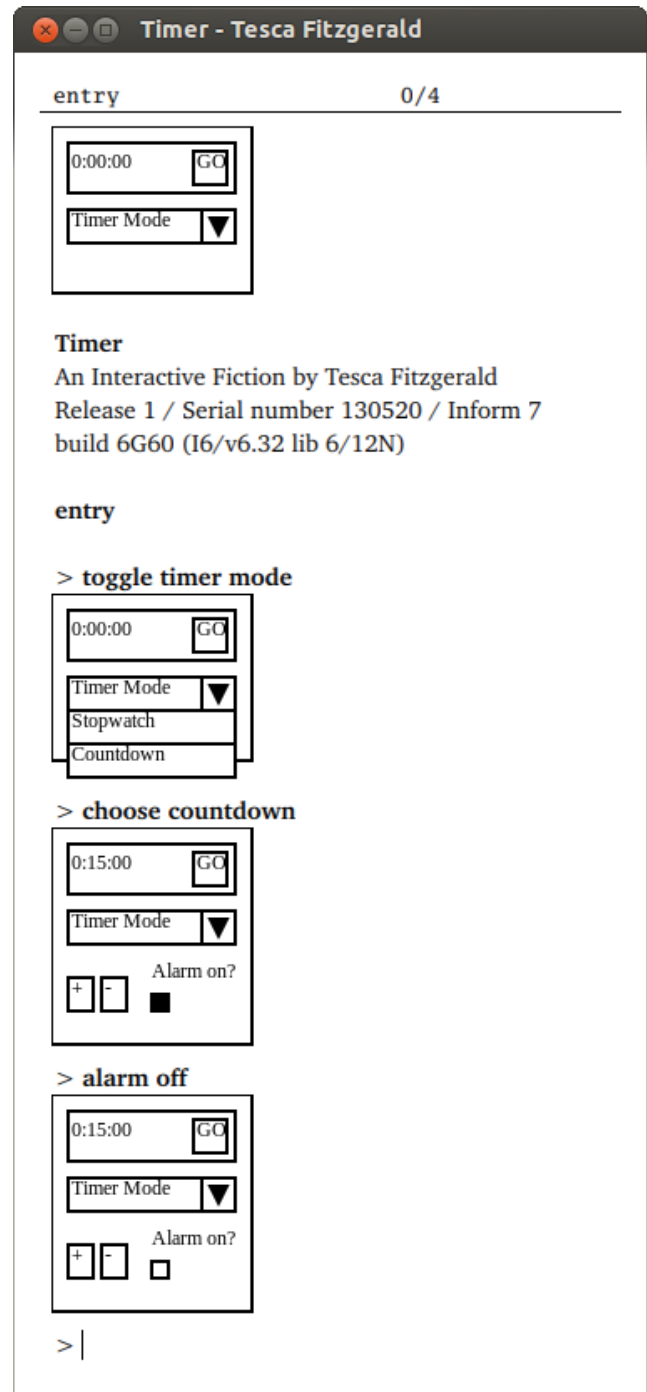 Timer - Tesca Fitzgerald
entry 0/4
0:00:00 GO
Timer Mode
Timer
An Interactive Fiction by Tesca Fitzgerald
Release 1 / Serial number 130520 / Inform 7
build 6G60 (I6/v6.32 lib 6/12N)
entry
> toggle timer mode
0:00:00 GO
Timer Mode
Stopwatch
Countdown
> choose countdown
0:15:00 GO
Timer Mode
Alarm on?
+ -
> alarm off
0:15:00 GO
Timer Mode
Alarm on?
+ -
>